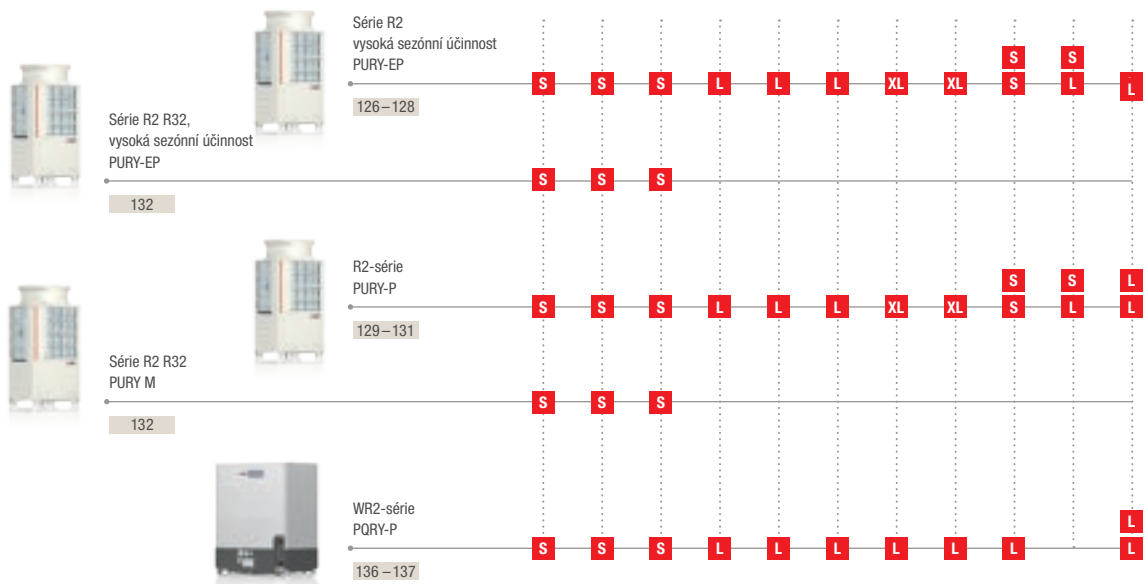 Série R2
vysoká sezónní účinnost
PURY-EP
S S
S S S L L L XL XL S L L
126–128
Série R2 R32,
vysoká sezónní účinnost
PURY-EP
S S S
132
R2-série
PURY-P
S S L
S S S L L L XL XL S L L
129–131
Série R2 R32
PURY M
S S S
132
WR2-série
PQRY-P
L
S S S L L L L L L L
136–137